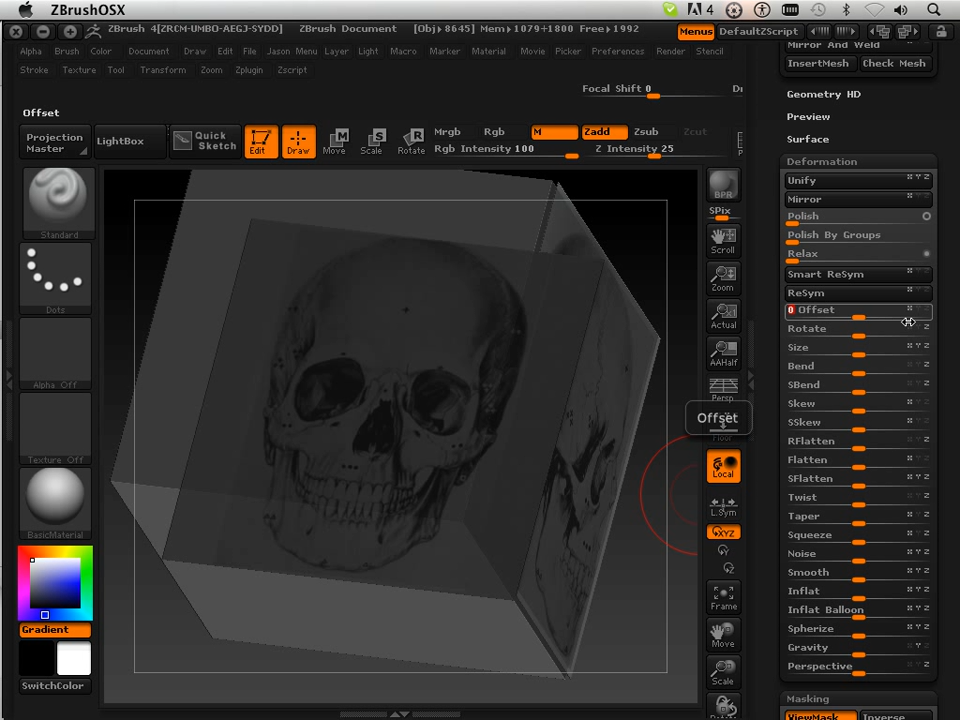 ZBrushOSX
4
ZBrush 4[ZRCM-UMBO-AEGJ-SYDD] ZBrush Document [Obj▸8645] Mem▸1079+1800 Free▸1992 Menus DefaultZScript
Alpha Brush Color Document Draw Edit File Jason Menu Layer Light Macro Marker Material Movie Picker Preferences Render Stencil
Stroke Texture Tool Transform Zoom Zplugin Zscript
Focal Shift 0
Offset
Projection Master
LightBox
Quick Sketch
Edit Draw Move Scale Rotate
Mrgb Rgb M Zadd Zsub Zcut
Rgb Intensity 100 Z Intensity 25
Standard
Dots
Alpha Off
Texture Off
BasicMaterial
Gradient
SwitchColor
BPR
SPix
Scroll
Zoom
Actual
AAHalf
Persp
Offset
Floor
Local
L.Sym
XYZ
Frame
Move
Scale
Mirror And Weld
InsertMesh Check Mesh
Geometry HD
Preview
Surface
Deformation
Unify
Mirror
Polish
Polish By Groups
Relax
Smart ReSym
ReSym
0 Offset
Rotate
Size
Bend
SBend
Skew
SSkew
RFlatten
Flatten
SFlatten
Twist
Taper
Squeeze
Noise
Smooth
Inflat
Inflat Balloon
Spherize
Gravity
Perspective
Masking
ViewMask Inverse